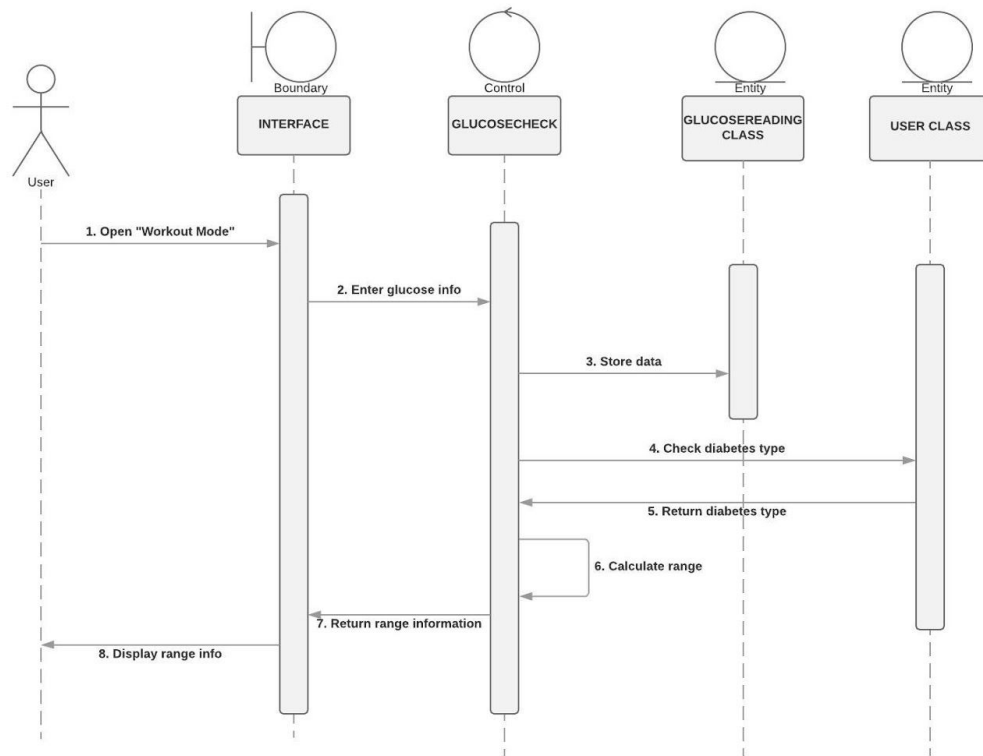 Boundary
Control
Entity
Entity
INTERFACE
GLUCOSECHECK
GLUCOSEREADING
CLASS
USER CLASS
User
1. Open "Workout Mode"
2. Enter glucose info
3. Store data
4. Check diabetes type
5. Return diabetes type
6. Calculate range
7. Return range information
8. Display range info